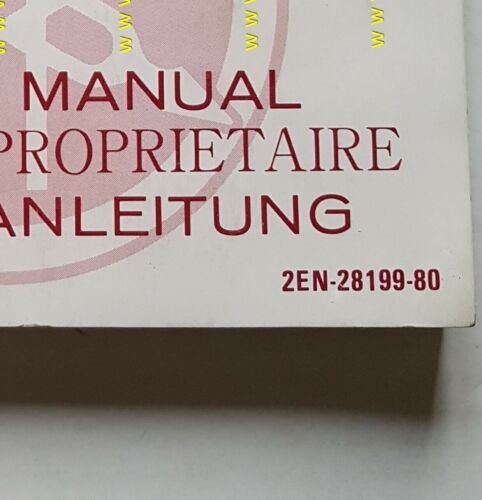 w w w
w w w
w w w
w w
MANUAL
PROPRIETAIRE
ANLEITUNG
2EN-28199-80